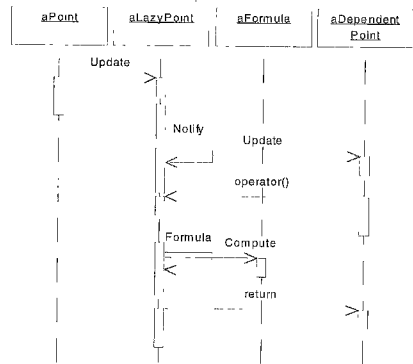 aPoint
aLazyPoint
aFormula
aDependent
Point
Update
Notify
Update
operator()
Formula
Compute
return